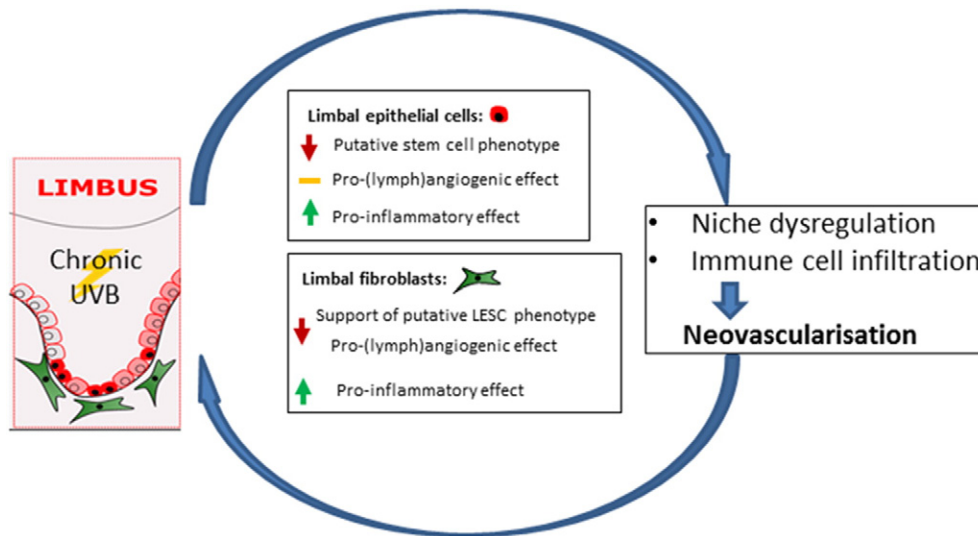 LIMBUS
Chronic
UVB
Limbal epithelial cells:
Putative stem cell phenotype
Pro-(lymph)angiogenic effect
Pro-inflammatory effect
Limbal fibroblasts:
Support of putative LESC phenotype
Pro-(lymph)angiogenic effect
Pro-inflammatory effect
• Niche dysregulation
• Immune cell infiltration
Neovascularisation